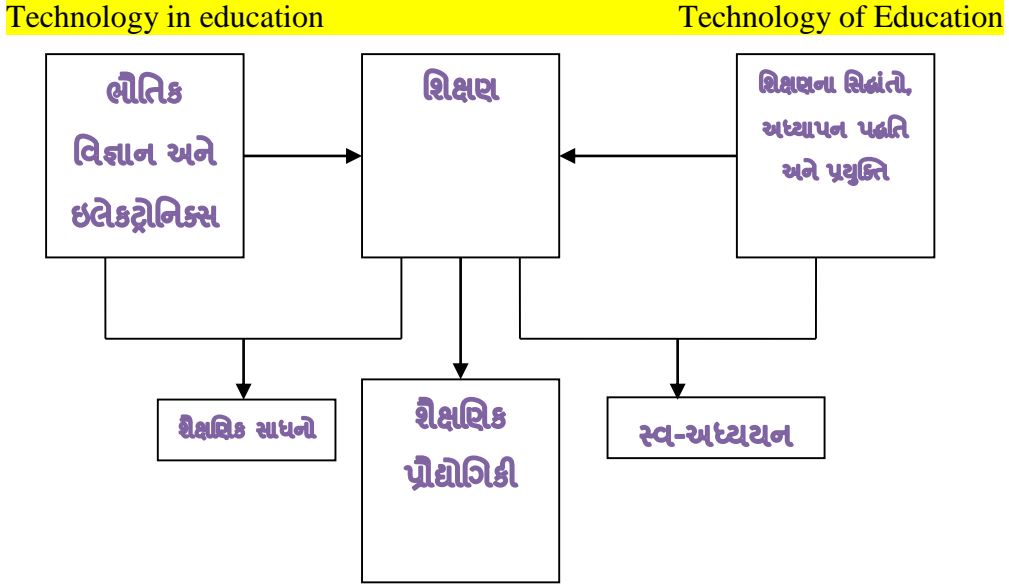 Technology in education Technology of Education
ભૌતિક
વિજ્ઞાન અને
ઇલેકટ્રોનિક્સ
શિક્ષણ
શિક્ષણના સિદ્ધાંતો,
અધ્યાપન પદ્ધતિ
અને પ્રયુક્તિ
શૈક્ષણિક સાધનો
શૈક્ષણિક
પ્રૌદ્યોગિકી
સ્વ-અધ્યયન